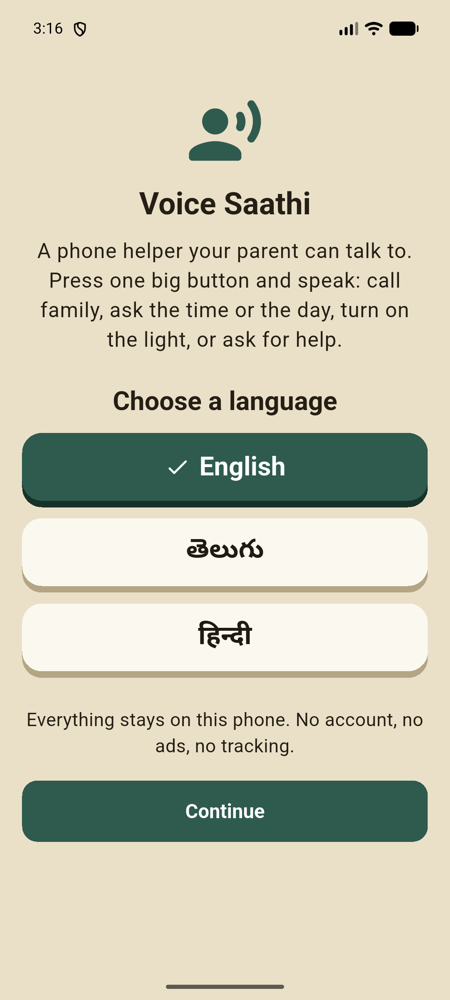 3:16
Voice Saathi
A phone helper your parent can talk to.
Press one big button and speak: call
family, ask the time or the day, turn on
the light, or ask for help.
Choose a language
English
తెలుగు
हिन्दी
Everything stays on this phone. No account, no
ads, no tracking.
Continue